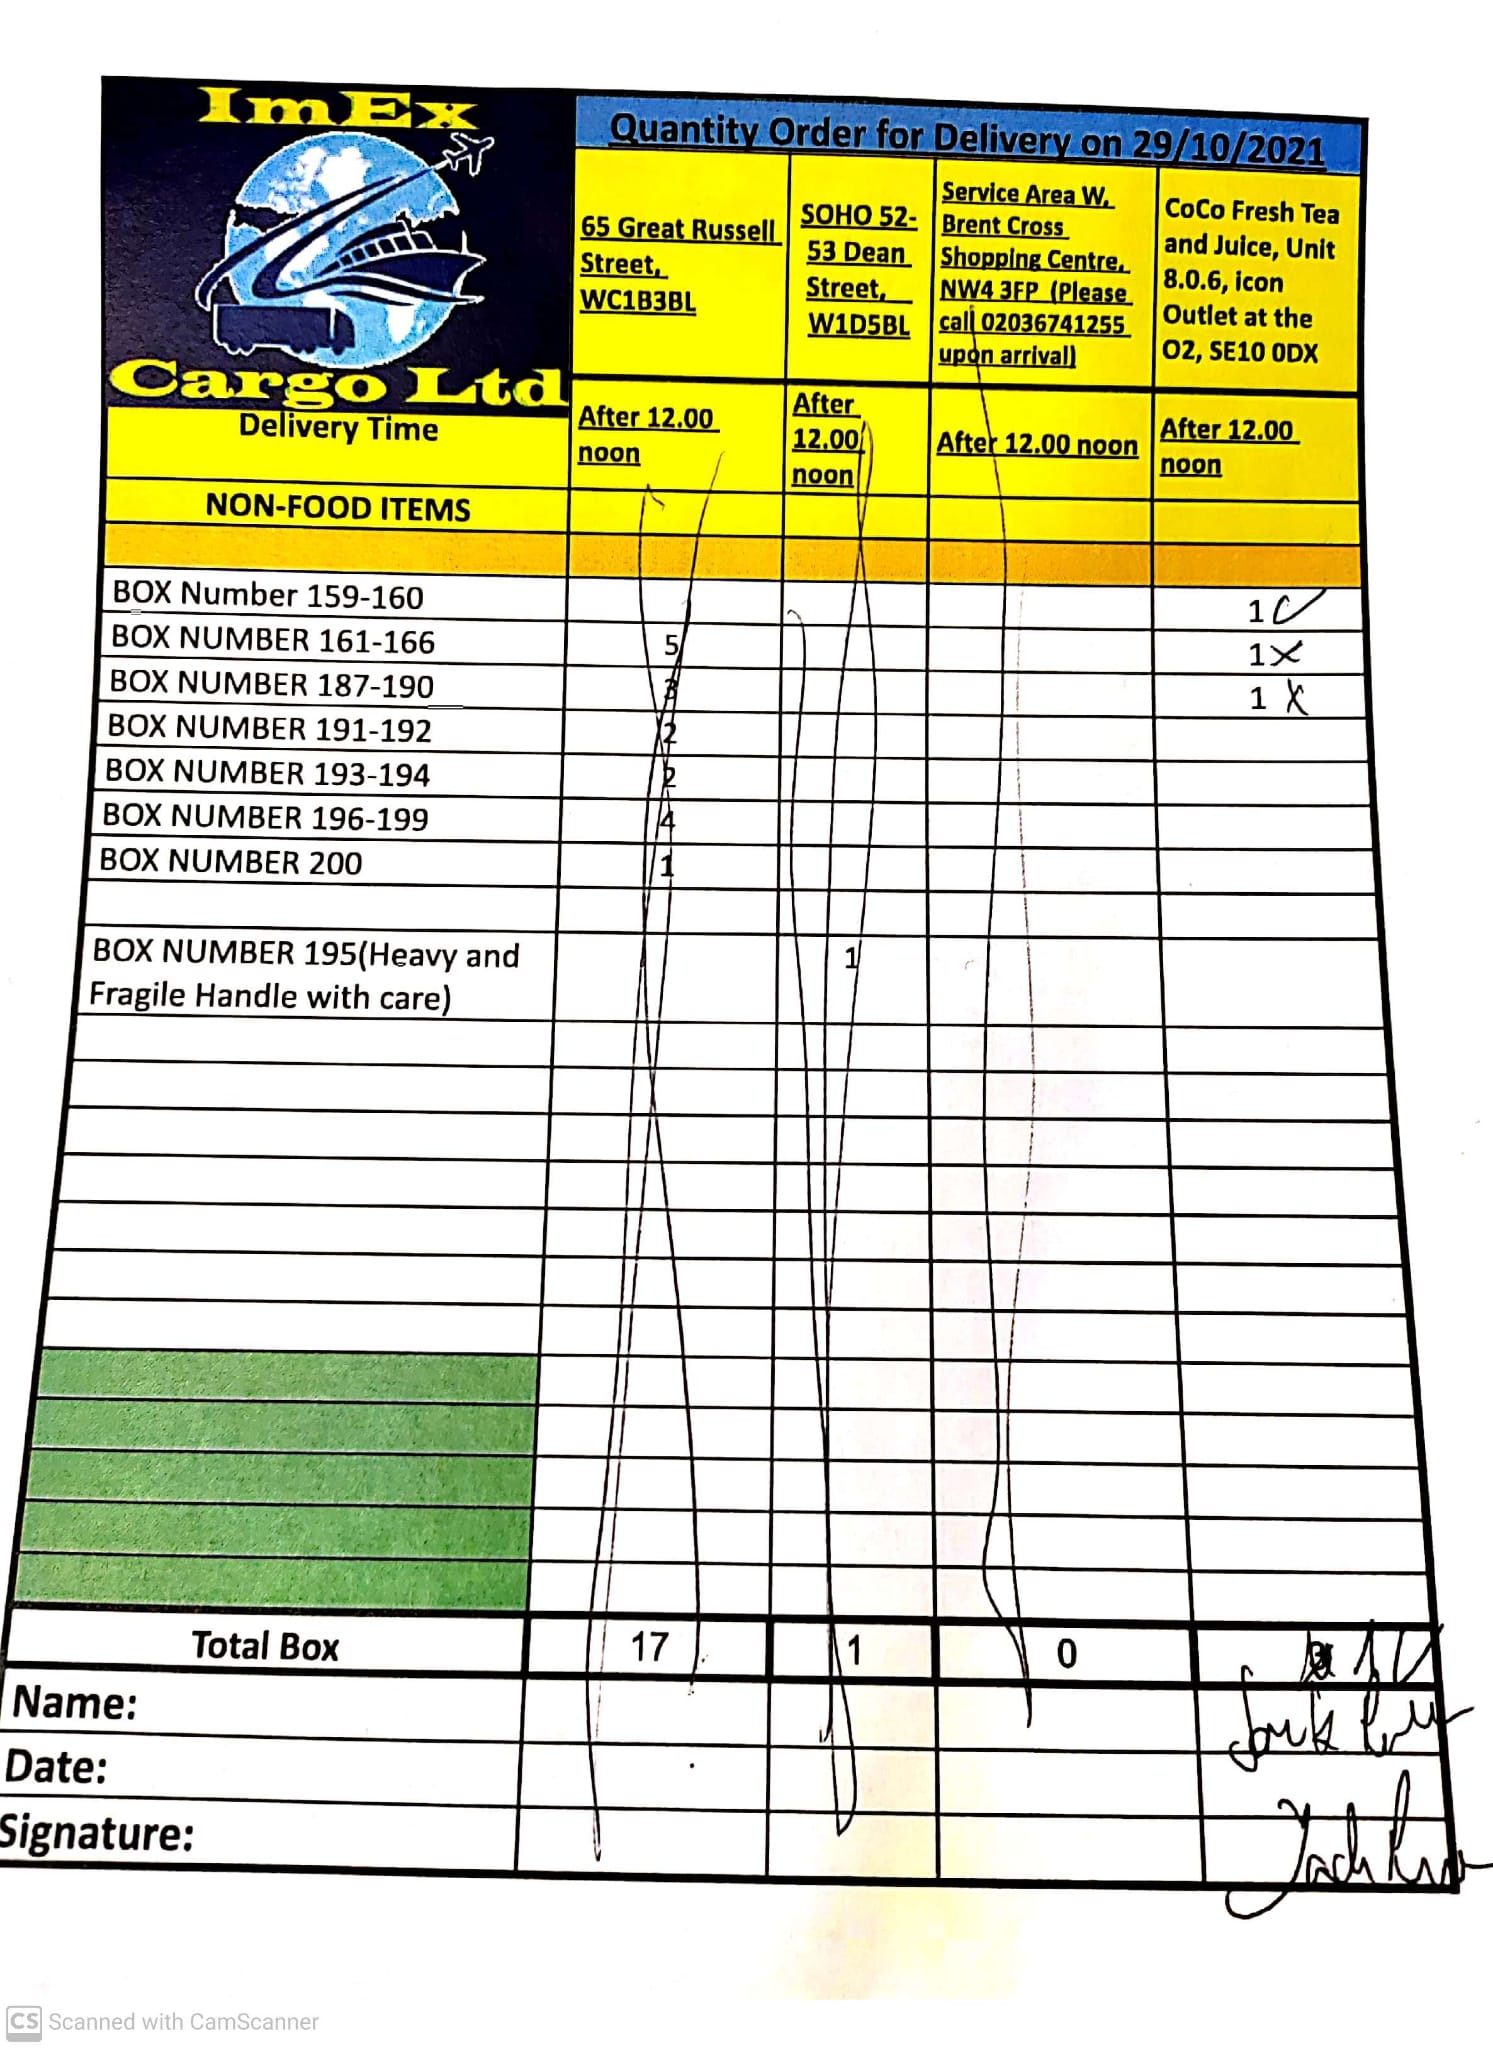 ImEx
Cargo Ltd
Quantity Order for Delivery on 29/10/2021
65 Great Russell
Street,
WC1B3BL
SOHO 52-
53 Dean
Street,
W1D5BL
Service Area W,
Brent Cross
Shopping Centre,
NW4 3FP (Please
call 02036741255
upon arrival)
CoCo Fresh Tea
and Juice, Unit
8.0.6, icon
Outlet at the
O2, SE10 0DX
Delivery Time
After 12.00
noon
After
12.00
noon
After 12.00 noon
After 12.00
noon
NON-FOOD ITEMS
BOX Number 159-160 1
BOX NUMBER 161-166 5 1
BOX NUMBER 187-190 3 1
BOX NUMBER 191-192 2
BOX NUMBER 193-194 2
BOX NUMBER 196-199 4
BOX NUMBER 200 1
BOX NUMBER 195(Heavy and
Fragile Handle with care) 1
Total Box 17 1 0 1
Name:
Date:
Signature:
CS Scanned with CamScanner